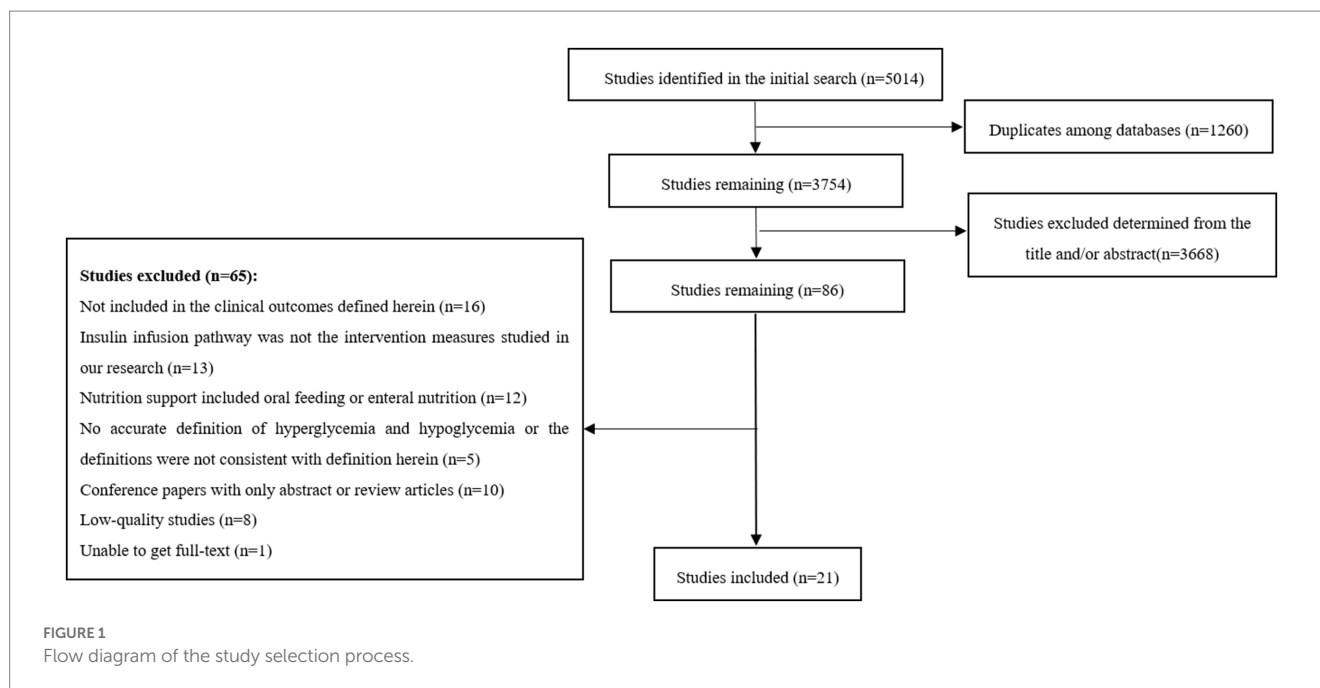 Studies identified in the initial search (n=5014)
Duplicates among databases (n=1260)
Studies remaining (n=3754)
Studies excluded determined from the
title and/or abstract(n=3668)
Studies remaining (n=86)
Studies excluded (n=65):
Not included in the clinical outcomes defined herein (n=16)
Insulin infusion pathway was not the intervention measures studied in
our research (n=13)
Nutrition support included oral feeding or enteral nutrition (n=12)
No accurate definition of hyperglycemia and hypoglycemia or the
definitions were not consistent with definition herein (n=5)
Conference papers with only abstract or review articles (n=10)
Low-quality studies (n=8)
Unable to get full-text (n=1)
Studies included (n=21)
FIGURE 1
Flow diagram of the study selection process.